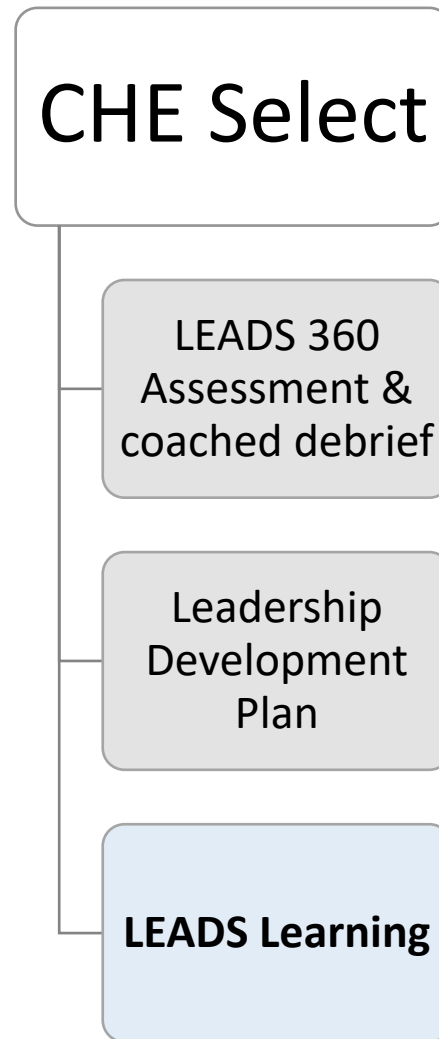 CHE Select
LEADS 360
Assessment &
coached debrief
Leadership
Development
Plan
LEADS Learning